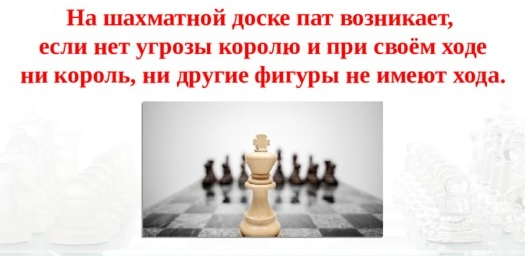 На шахматной доске пат возникает,
если нет угрозы королю и при своём ходе
ни король, ни другие фигуры не имеют хода.